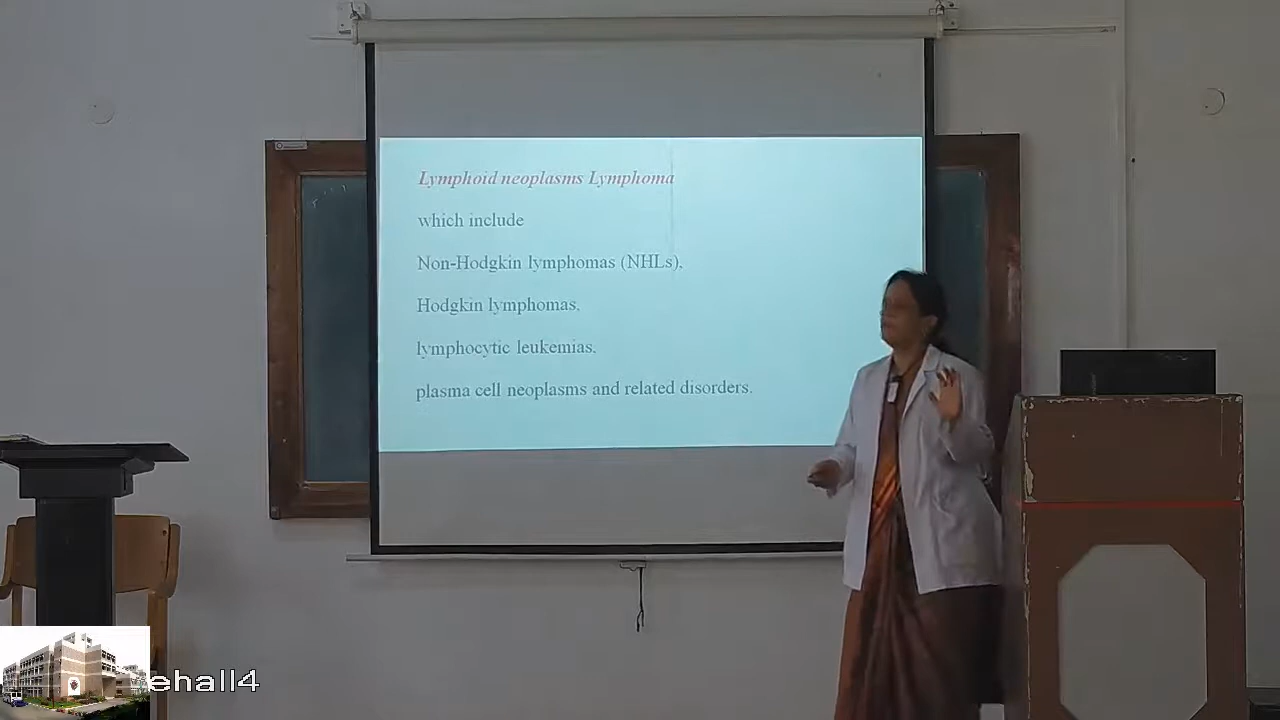 Lymphoid neoplasms Lymphoma
which include
Non-Hodgkin lymphomas (NHLs),
Hodgkin lymphomas,
lymphocytic leukemias,
plasma cell neoplasms and related disorders.
ehall4